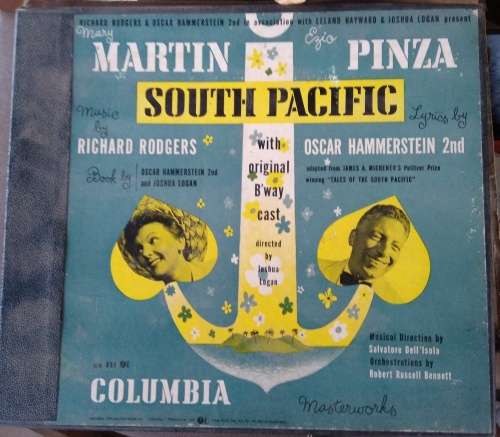 RICHARD RODGERS & OSCAR HAMMERSTEIN 2nd in association with LELAND HAYWARD & JOSHUA LOGAN present
Mary
MARTIN
Ezio
PINZA
SOUTH PACIFIC
Music
by
RICHARD RODGERS
Lyrics by
OSCAR HAMMERSTEIN 2nd
Book by
OSCAR HAMMERSTEIN 2nd
and JOSHUA LOGAN
with
original
B'way
cast
directed
by
Joshua
Logan
adapted from JAMES A. MICHENER'S Pulitzer Prize
winning "TALES OF THE SOUTH PACIFIC"
Musical Direction by
Salvatore Dell'Isola
Orchestrations by
Robert Russell Bennett
COLUMBIA
Masterworks